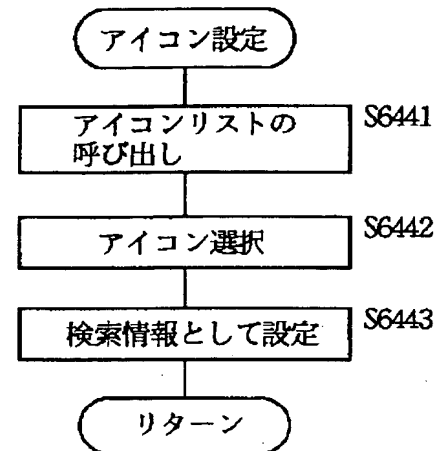 アイコン設定
アイコンリストの
呼び出し
S6441
アイコン選択
S6442
検索情報として設定
S6443
リターン